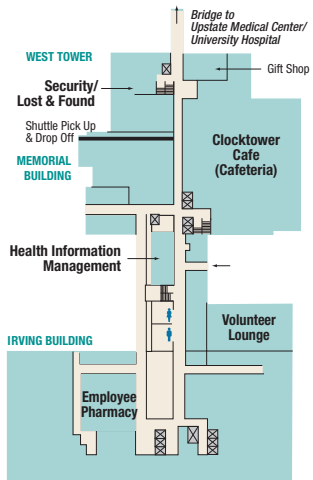 Bridge to
Upstate Medical Center/
University Hospital
WEST TOWER
Gift Shop
Security/
Lost & Found
Shuttle Pick Up
& Drop Off
Clocktower
Cafe
(Cafeteria)
MEMORIAL
BUILDING
Health Information
Management
Volunteer
Lounge
IRVING BUILDING
Employee
Pharmacy